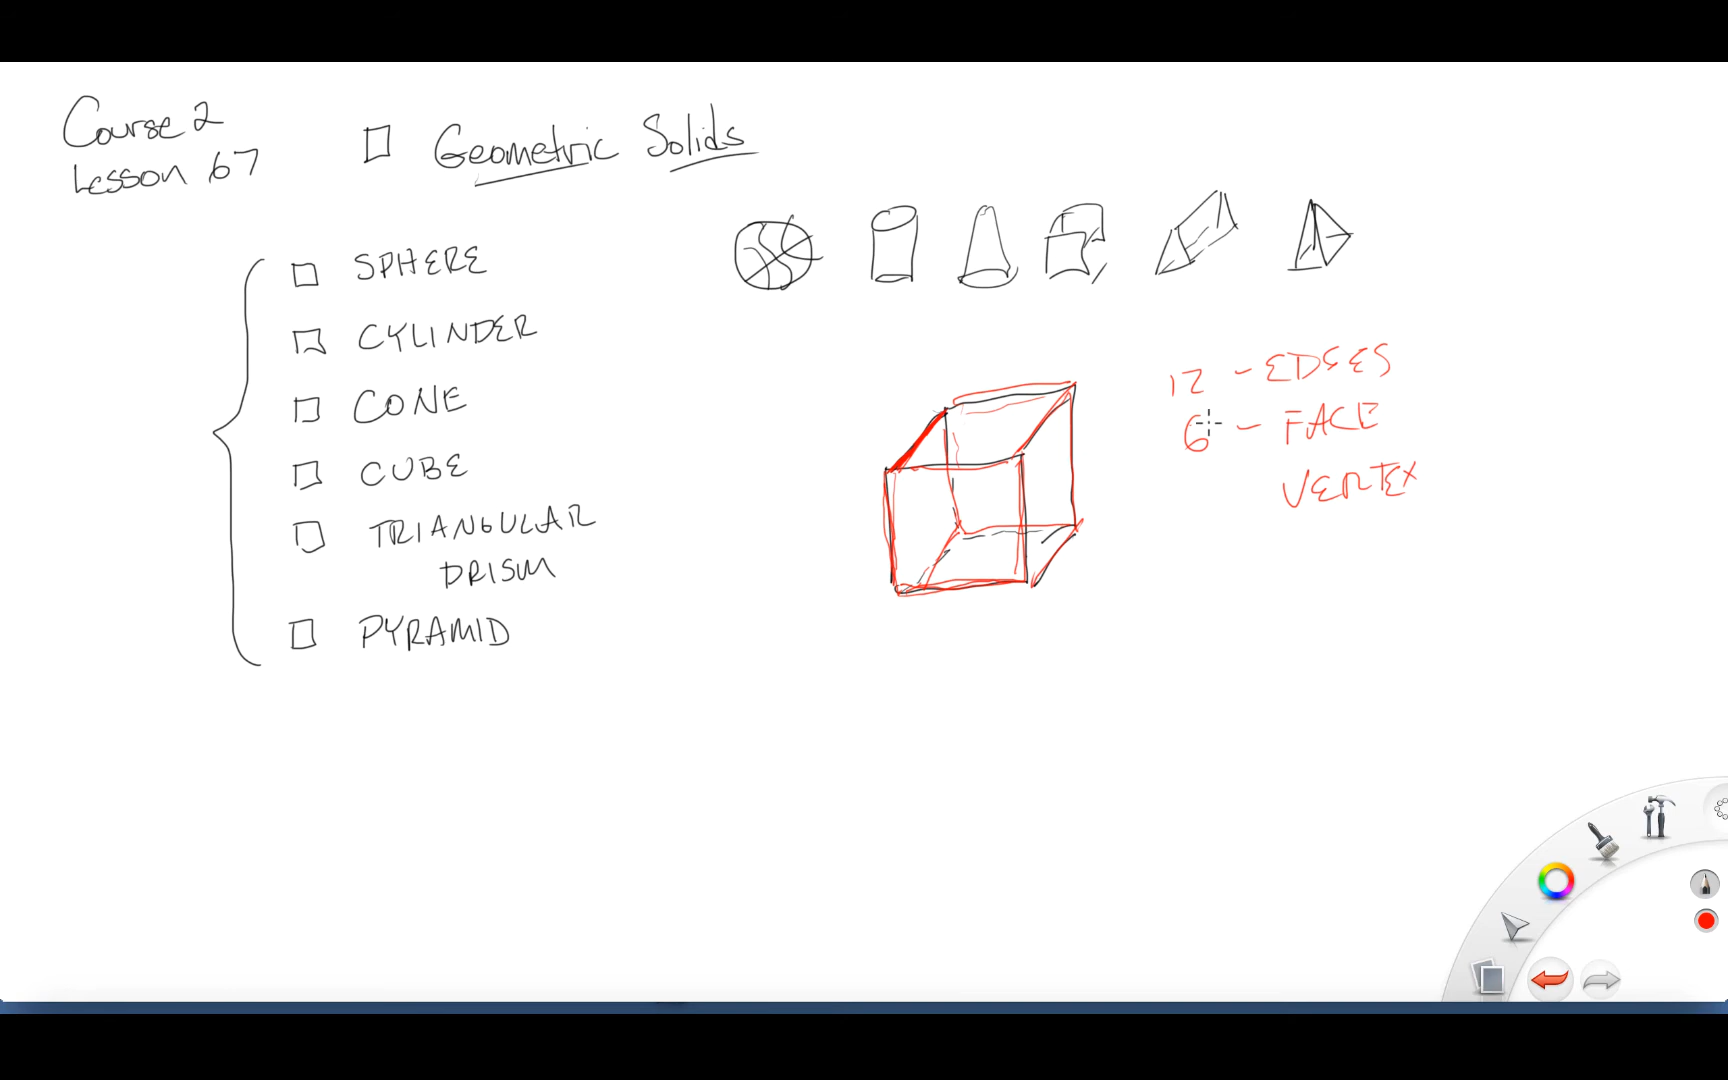 Course 2
Lesson 67
Geometric Solids
SPHERE
CYLINDER
CONE
CUBE
TRIANGULAR
PRISM
PYRAMID
12 - EDGES
6 - FACE
VERTEX